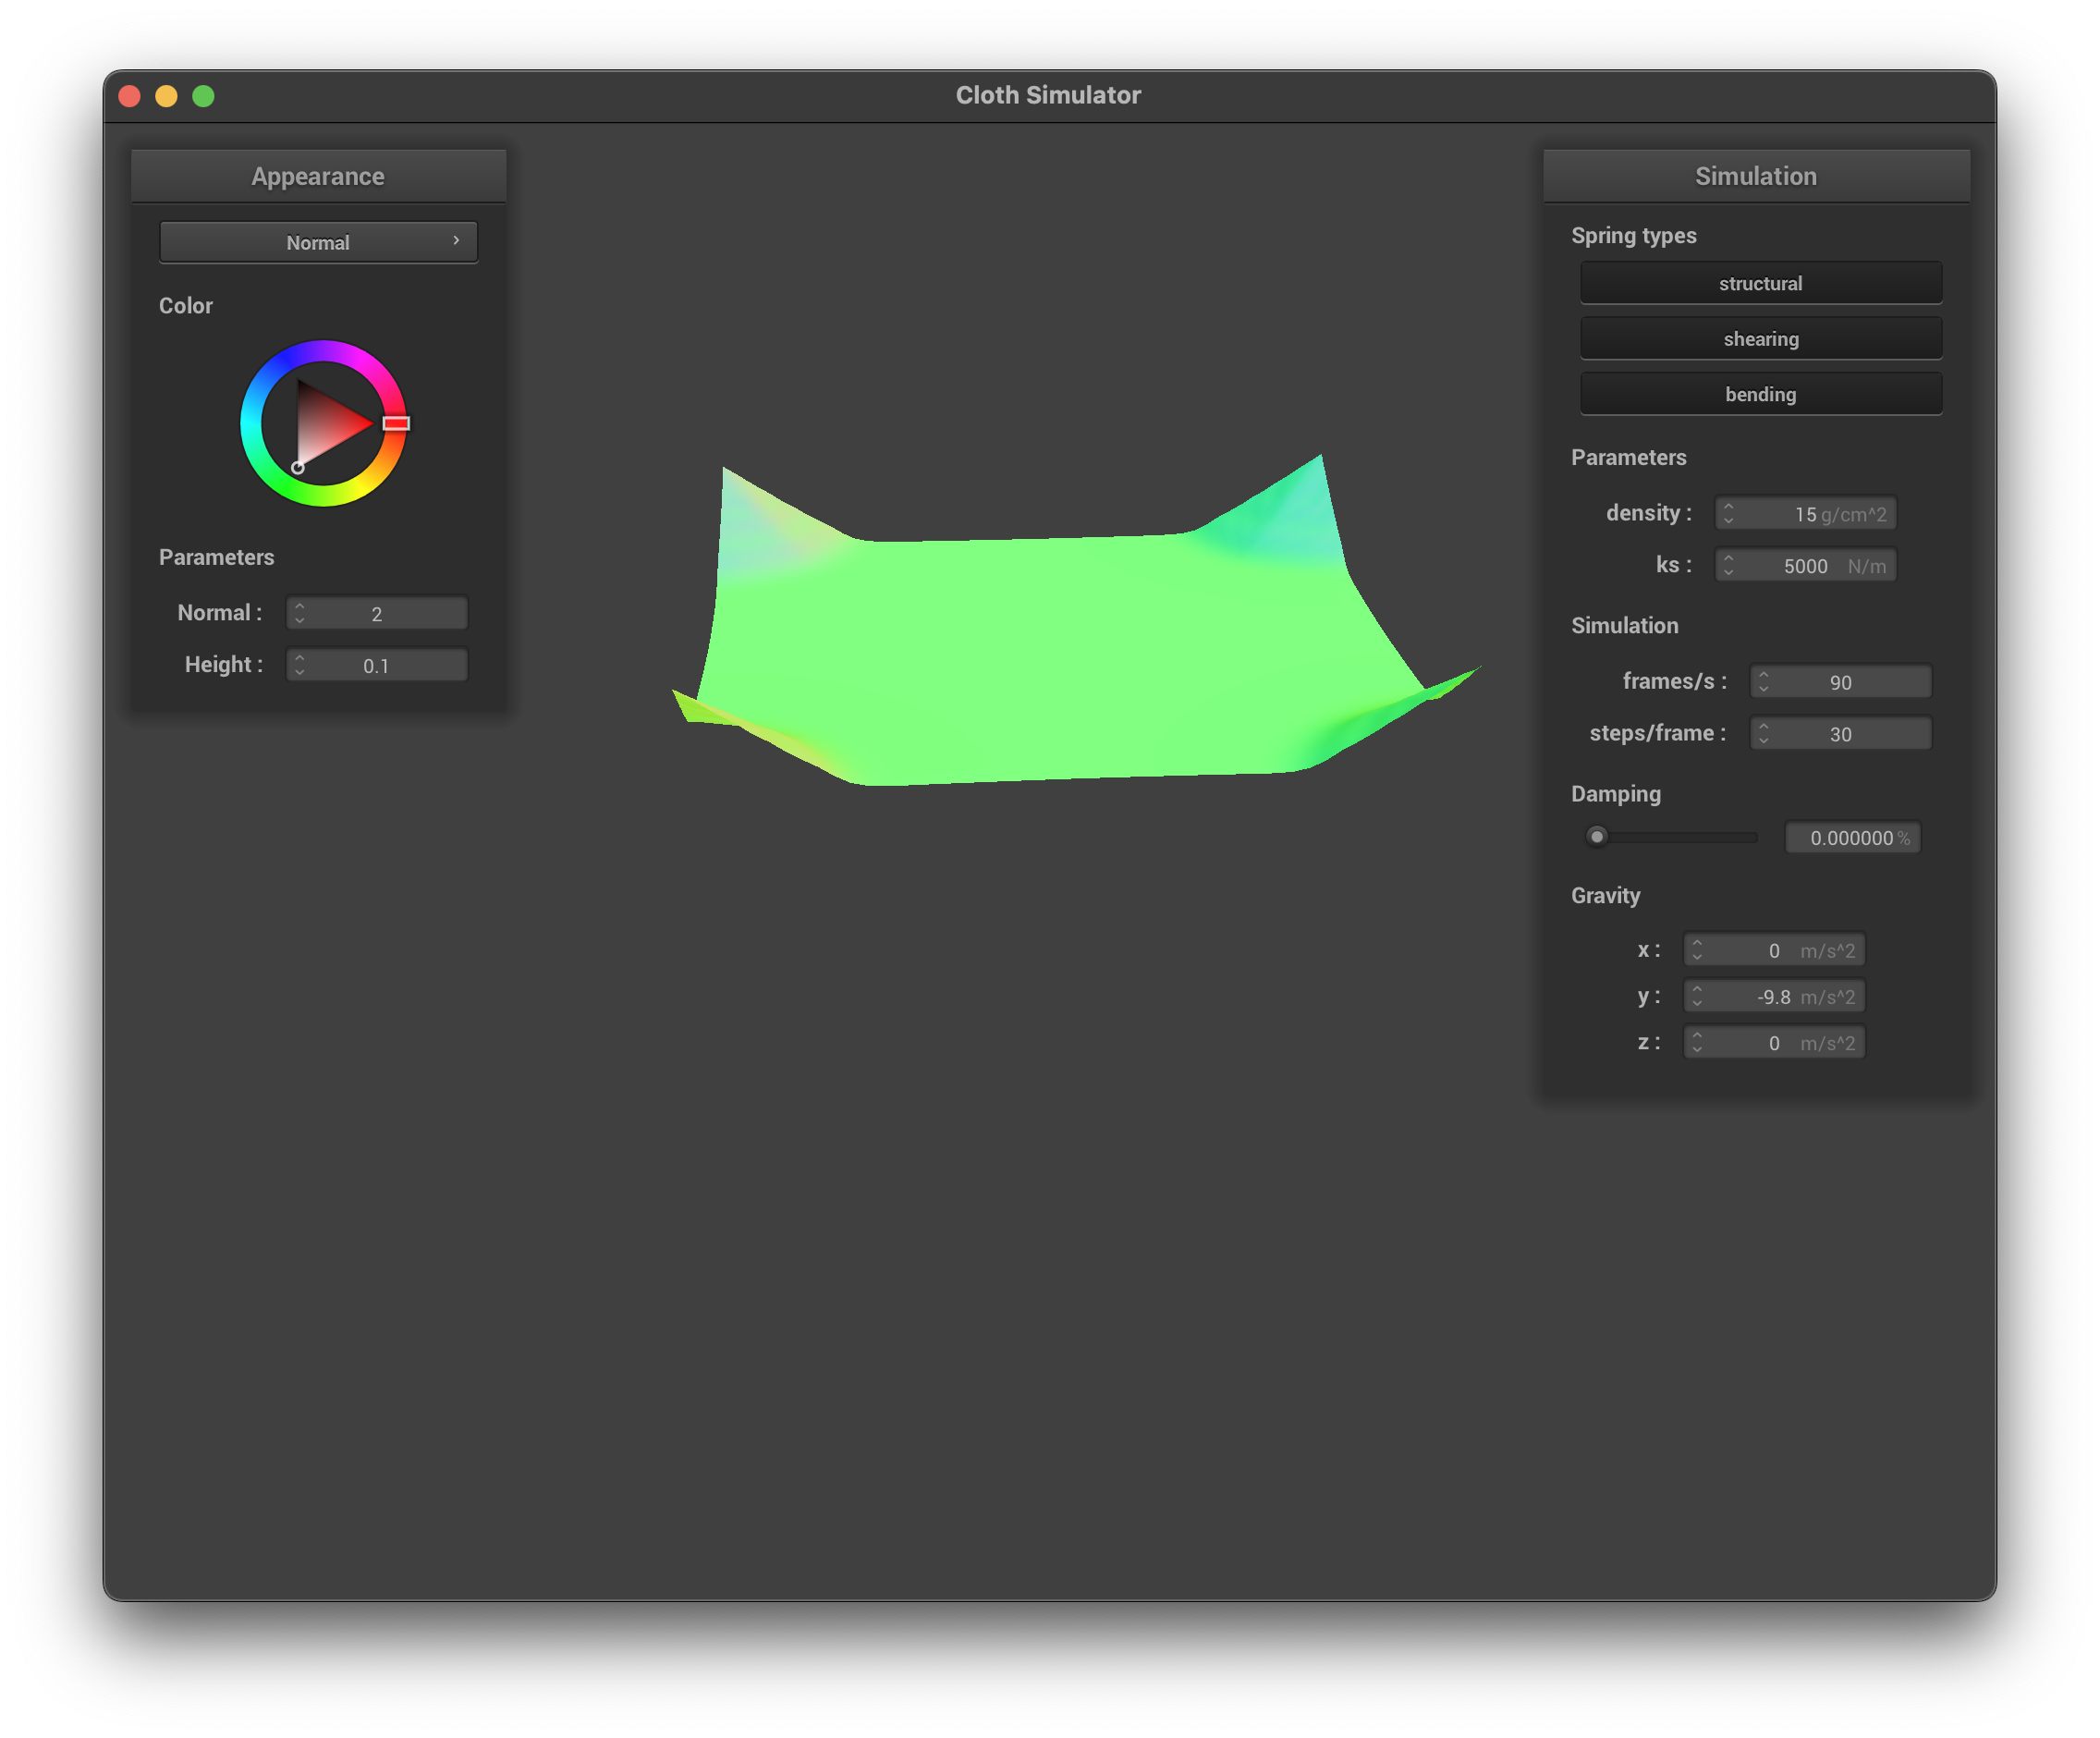 Cloth Simulator
Appearance
Normal
Color
Parameters
Normal : 2
Height : 0.1
Simulation
Spring types
structural
shearing
bending
Parameters
density : 15 g/cm^2
ks : 5000 N/m
Simulation
frames/s : 90
steps/frame : 30
Damping
0.000000 %
Gravity
x : 0 m/s^2
y : -9.8 m/s^2
z : 0 m/s^2